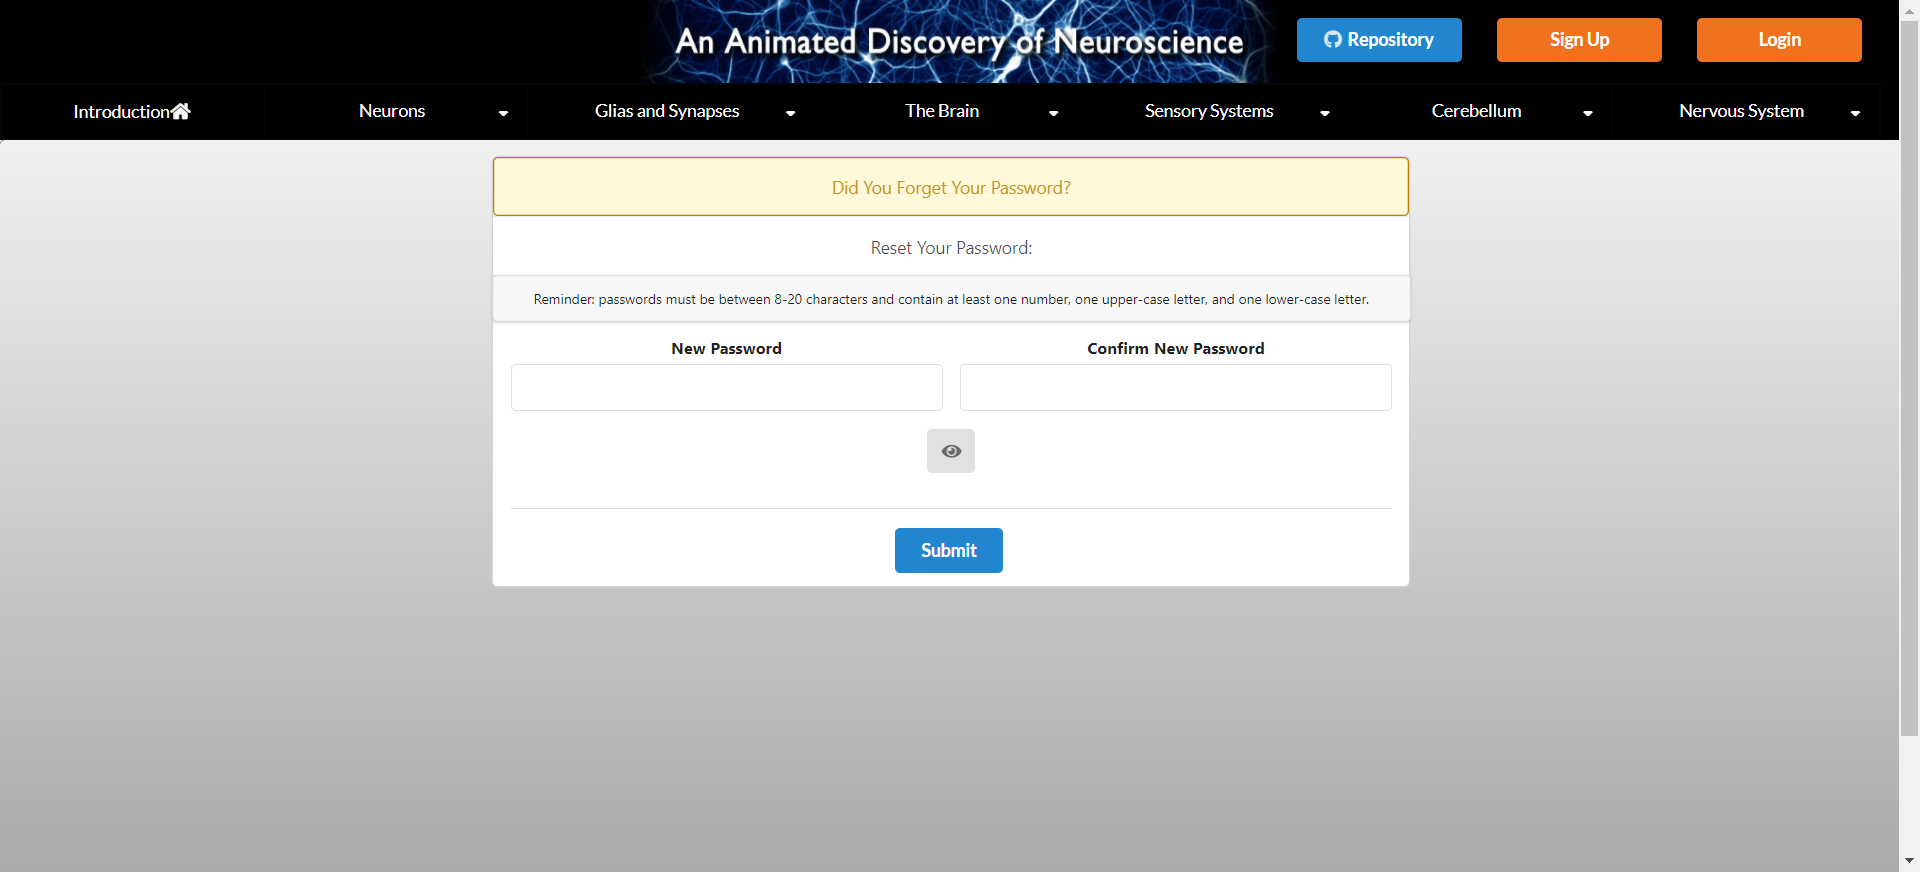 An Animated Discovery of Neuroscience
Repository
Sign Up
Login
Introduction
Neurons
Glias and Synapses
The Brain
Sensory Systems
Cerebellum
Nervous System
Did You Forget Your Password?
Reset Your Password:
Reminder: passwords must be between 8-20 characters and contain at least one number, one upper-case letter, and one lower-case letter.
New Password
Confirm New Password
Submit